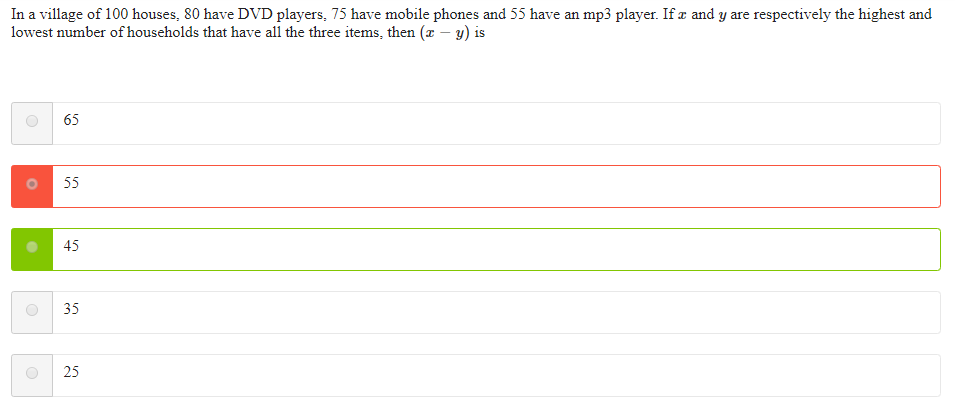 In a village of 100 houses, 80 have DVD players, 75 have mobile phones and 55 have an mp3 player. If x and y are respectively the highest and
lowest number of households that have all the three items, then (x − y) is
65
55
45
35
25